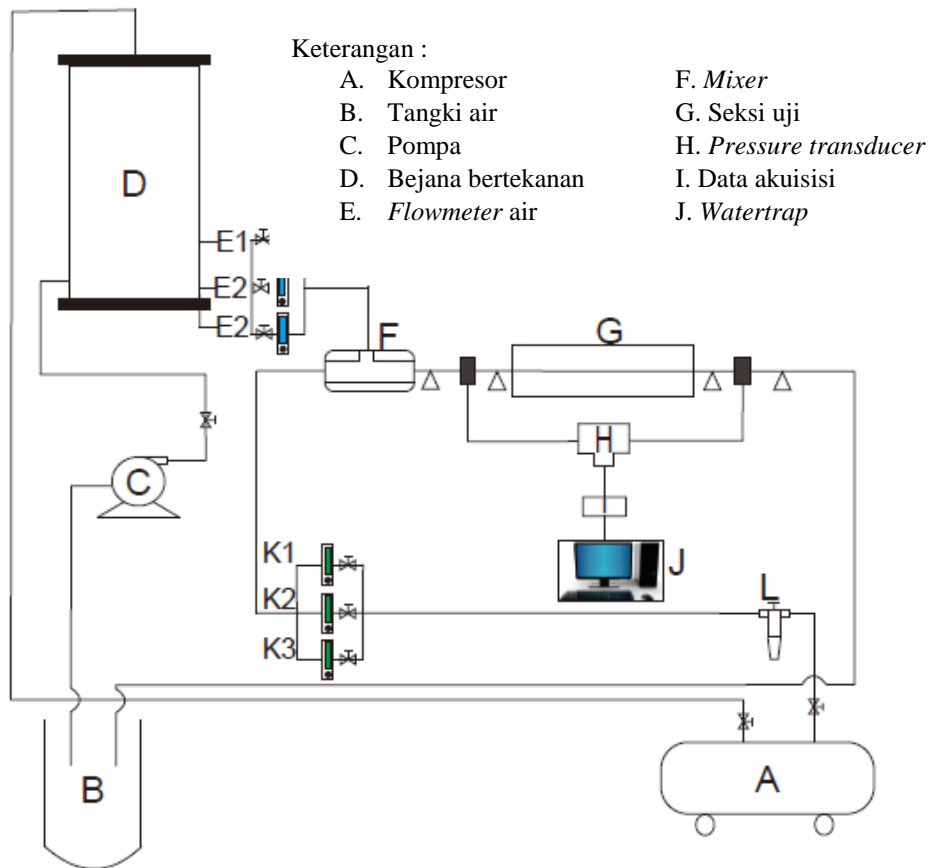 Keterangan :
A. Kompresor
B. Tangki air
C. Pompa
D. Bejana bertekanan
E. Flowmeter air
F. Mixer
G. Seksi uji
H. Pressure transducer
I. Data akuisisi
J. Watertrap
D
E1
E2
E2
F
G
C
H
I
K1
K2
K3
J
L
B
A